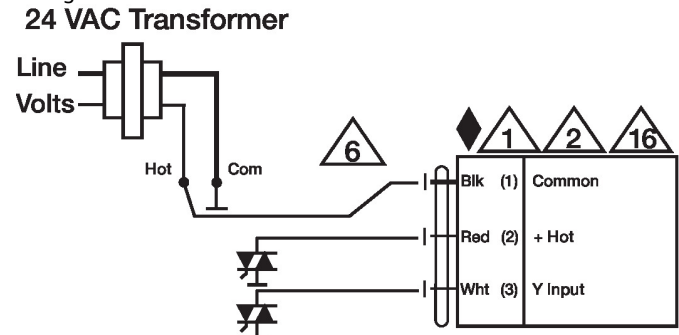 24 VAC Transformer
Line
Volts
Hot
Com
6
1
2
16
Blk (1) Common
Red (2) + Hot
Wht (3) Y Input